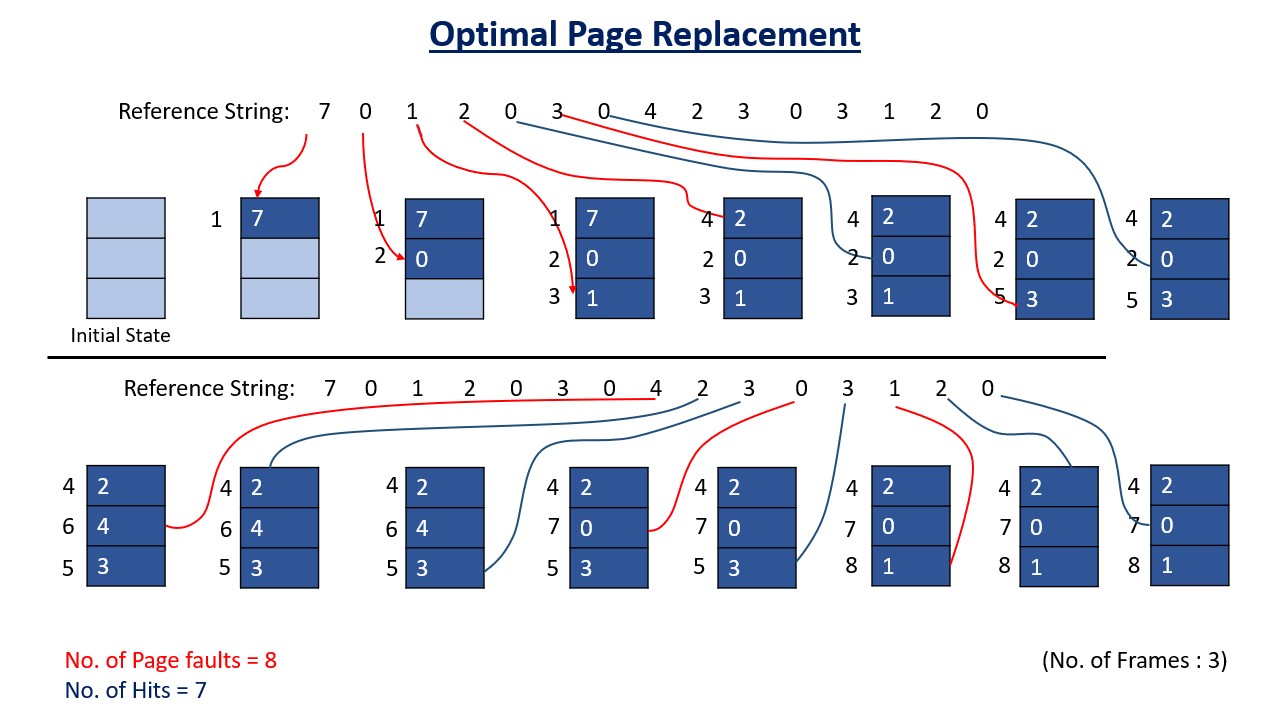 Optimal Page Replacement
Reference String: 7 0 1 2 0 3 0 4 2 3 0 3 1 2 0
1 7 1 7 1 7 4 2 4 2 4 2 4 2
2 0 2 0 2 0 2 0 2 0 2 0
3 1 3 1 3 1 5 3 5 3
Initial State
Reference String: 7 0 1 2 0 3 0 4 2 3 0 3 1 2 0
4 2 4 2 4 2 4 2 4 2 4 2 4 2 4 2
6 4 6 4 6 4 7 0 7 0 7 0 7 0 7 0
5 3 5 3 5 3 5 3 5 3 8 1 8 1 8 1
No. of Page faults = 8 (No. of Frames : 3)
No. of Hits = 7